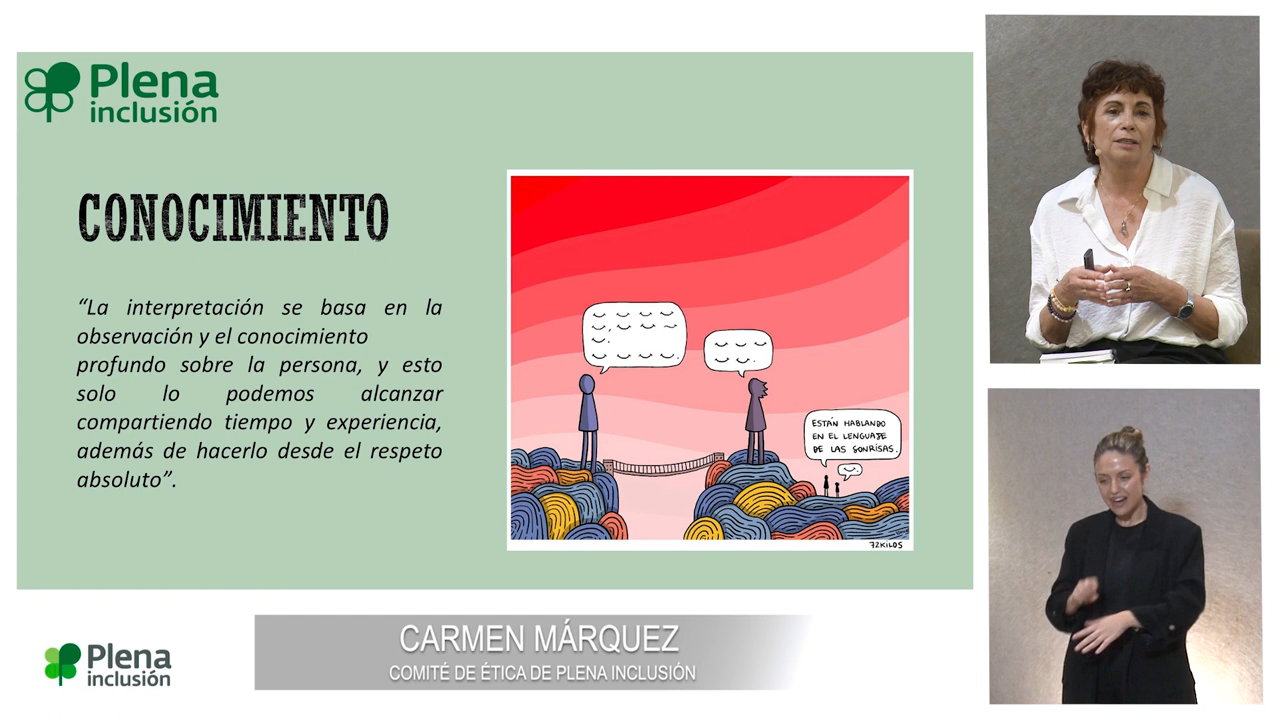 Plena
inclusión
CONOCIMIENTO
“La interpretación se basa en la
observación y el conocimiento
profundo sobre la persona, y esto
solo lo podemos alcanzar
compartiendo tiempo y experiencia,
además de hacerlo desde el respeto
absoluto”.
ESTÁN HABLANDO
EN EL LENGUAJE
DE LAS SONRISAS.
72KILOS
Plena
inclusión
CARMEN MÁRQUEZ
COMITÉ DE ÉTICA DE PLENA INCLUSIÓN